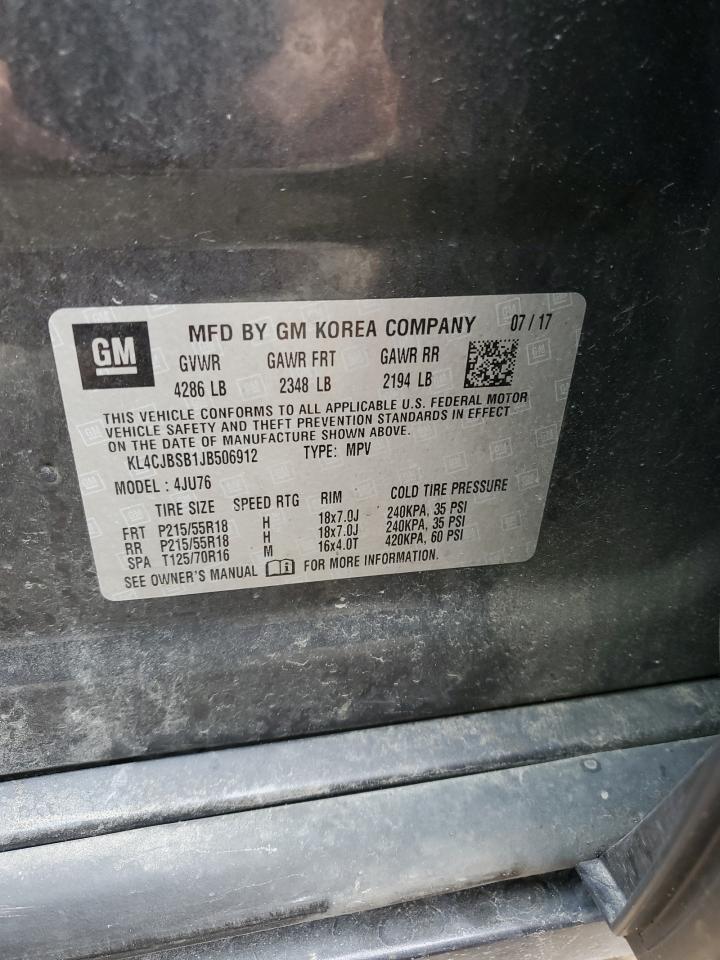 GM
MFD BY GM KOREA COMPANY 07 / 17
GVWR GAWR FRT GAWR RR
4286 LB 2348 LB 2194 LB
THIS VEHICLE CONFORMS TO ALL APPLICABLE U.S. FEDERAL MOTOR
VEHICLE SAFETY AND THEFT PREVENTION STANDARDS IN EFFECT
ON THE DATE OF MANUFACTURE SHOWN ABOVE.
KL4CJBSB1JB506912 TYPE: MPV
MODEL : 4JU76
TIRE SIZE SPEED RTG RIM COLD TIRE PRESSURE
FRT P215/55R18 H 18x7.0J 240KPA, 35 PSI
RR P215/55R18 H 18x7.0J 240KPA, 35 PSI
SPA T125/70R16 M 16x4.0T 420KPA, 60 PSI
SEE OWNER'S MANUAL FOR MORE INFORMATION.